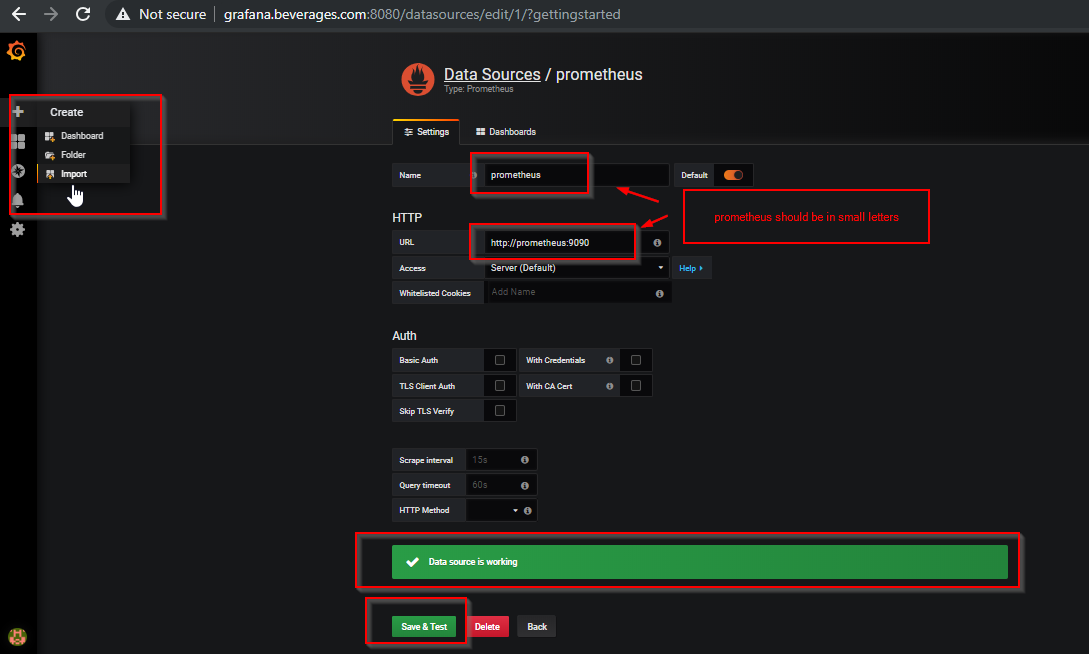 Not secure | grafana.beverages.com:8080/datasources/edit/1/?gettingstarted
Data Sources / prometheus
Type: Prometheus
Create
Dashboard
Folder
Import
Settings
Dashboards
Name
prometheus
Default
prometheus should be in small letters
HTTP
URL
http://prometheus:9090
Access
Server (Default)
Help
Whitelisted Cookies
Add Name
Auth
Basic Auth
With Credentials
TLS Client Auth
With CA Cert
Skip TLS Verify
Scrape interval
15s
Query timeout
60s
HTTP Method
Data source is working
Save & Test
Delete
Back